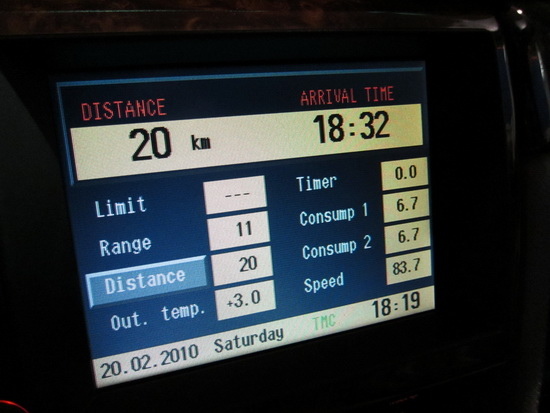 DISTANCE ARRIVAL TIME
20 km 18:32
Limit --- Timer 0.0
Range 11 Consump 1 6.7
Distance 20 Consump 2 6.7
Out. temp. +3.0 Speed 83.7
20.02.2010 Saturday TMC 18:19